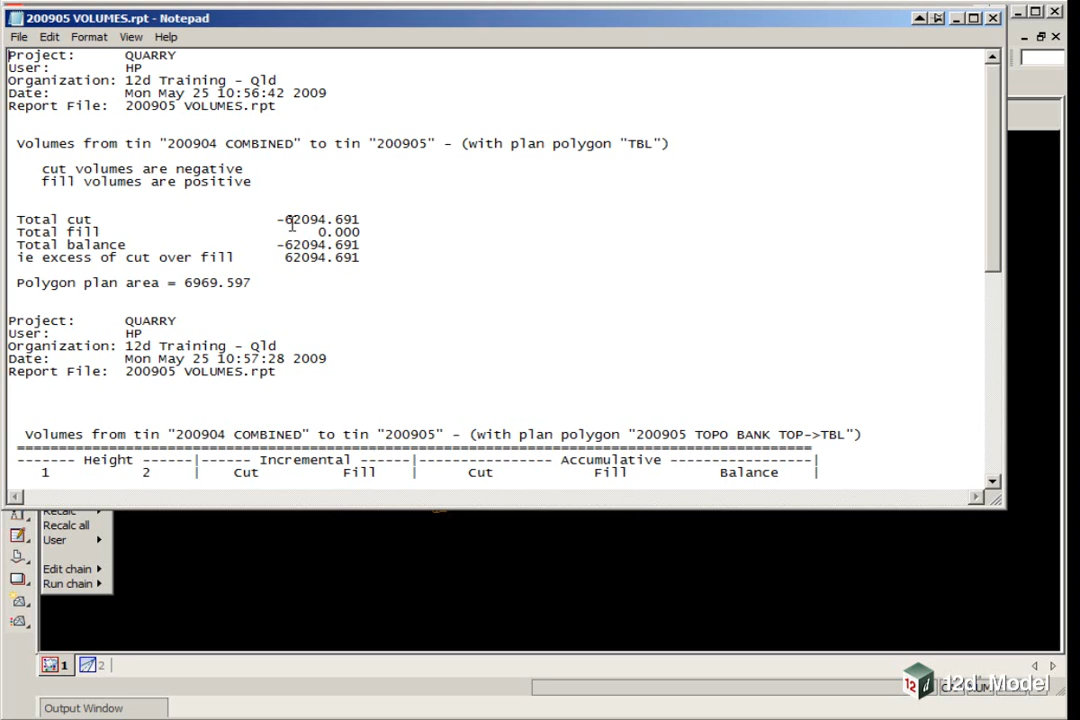 200905 VOLUMES.rpt - Notepad
File Edit Format View Help
Project: QUARRY
User: HP
Organization: 12d Training - Qld
Date: Mon May 25 10:56:42 2009
Report File: 200905 VOLUMES.rpt
Volumes from tin "200904 COMBINED" to tin "200905" - (with plan polygon "TBL")
cut volumes are negative
fill volumes are positive
Total cut -62094.691
Total fill 0.000
Total balance -62094.691
ie excess of cut over fill 62094.691
Polygon plan area = 6969.597
Project: QUARRY
User: HP
Organization: 12d Training - Qld
Date: Mon May 25 10:57:28 2009
Report File: 200905 VOLUMES.rpt
Volumes from tin "200904 COMBINED" to tin "200905" - (with plan polygon "200905 TOPO BANK TOP->TBL")
------- Height ------|------ Incremental ------|---------------- Accumulative -----------------|
1 2 | Cut Fill | Cut Fill Balance |
Recalc
Recalc all
User
Edit chain
Run chain
1 2
12d Model
Output Window